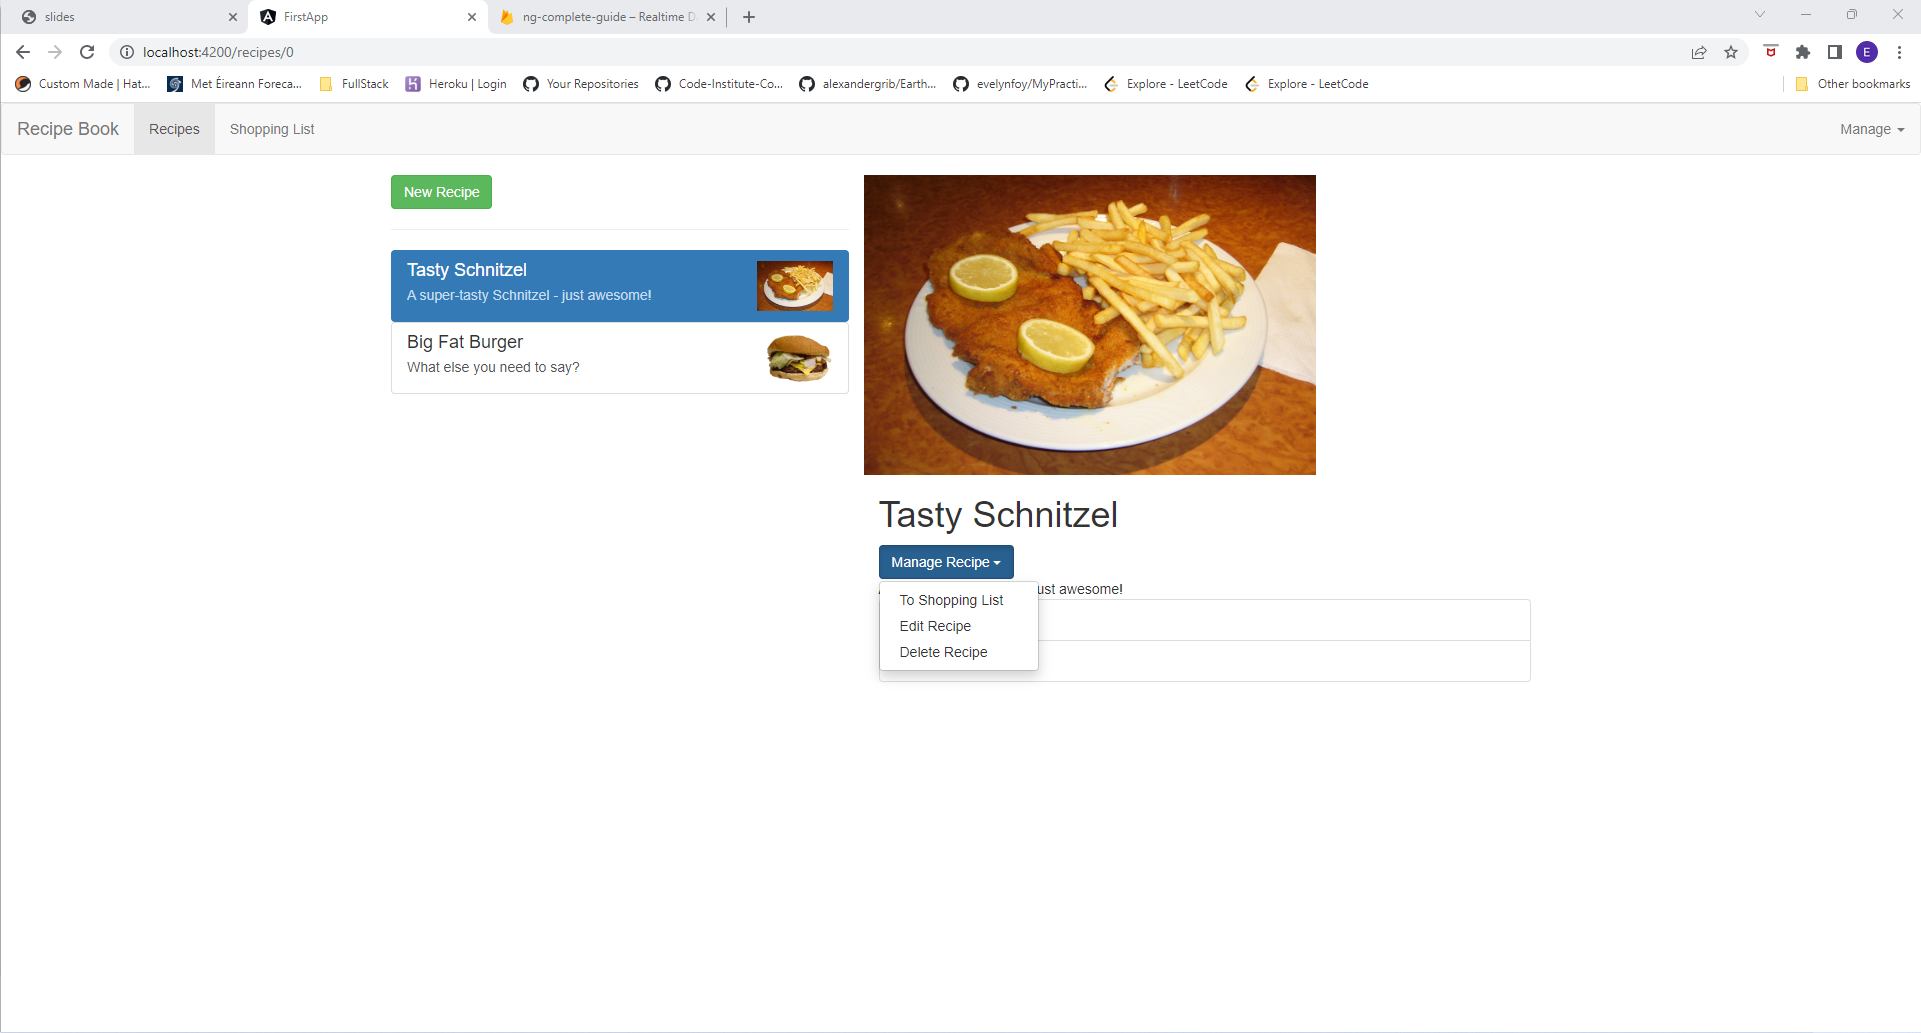 slides
FirstApp
ng-complete-guide – Realtime D
localhost:4200/recipes/0
E
Custom Made | Hat...
Met Éireann Foreca...
FullStack
Heroku | Login
Your Repositories
Code-Institute-Co...
alexandergrib/Earth...
evelynfoy/MyPracti...
Explore - LeetCode
Explore - LeetCode
Other bookmarks
Recipe Book
Recipes
Shopping List
Manage
New Recipe
Tasty Schnitzel
A super-tasty Schnitzel - just awesome!
Big Fat Burger
What else you need to say?
Tasty Schnitzel
Manage Recipe
ust awesome!
To Shopping List
Edit Recipe
Delete Recipe